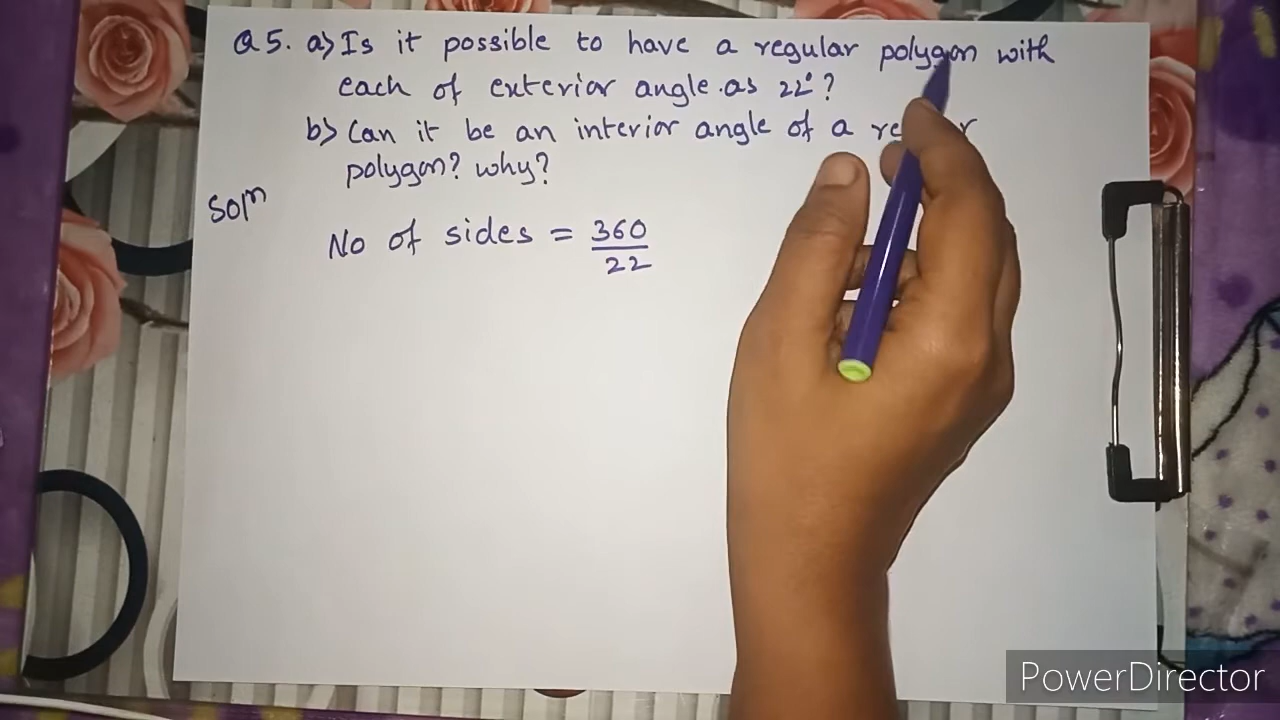 Q5. a) Is it possible to have a regular polygon with
each of exterior angle as 22°?
b) Can it be an interior angle of a
polygon? why?
Soln
No of sides = 360
22
PowerDirector